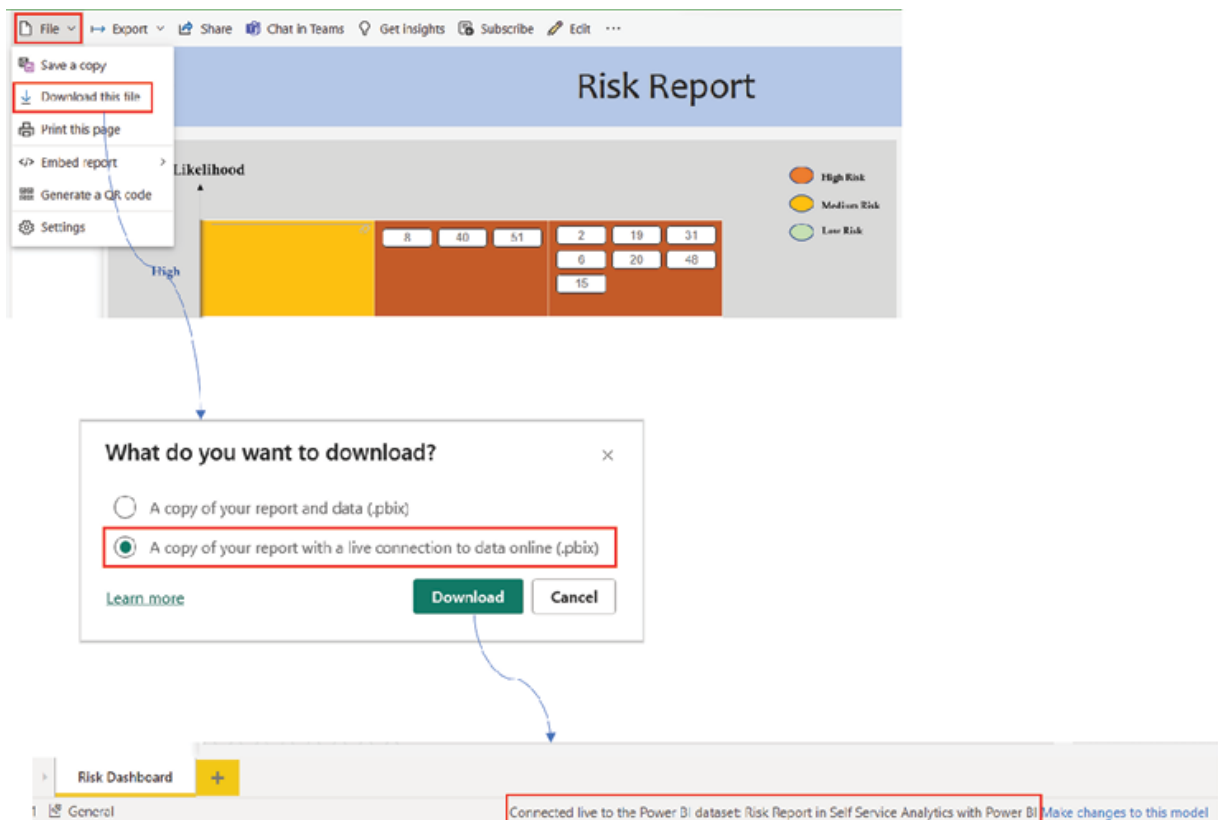 File Export Share Chat in Teams Get insights Subscribe Edit ...
Save a copy
Download this file
Print this page
Embed report
Generate a QR code
Settings
Risk Report
Likelihood
High Risk
Medium Risk
Low Risk
High
8 40 51
2 19 31
6 20 48
15
What do you want to download?
A copy of your report and data (.pbix)
A copy of your report with a live connection to data online (.pbix)
Learn more
Download
Cancel
Risk Dashboard +
1 General
Connected live to the Power BI dataset: Risk Report in Self Service Analytics with Power BI Make changes to this model